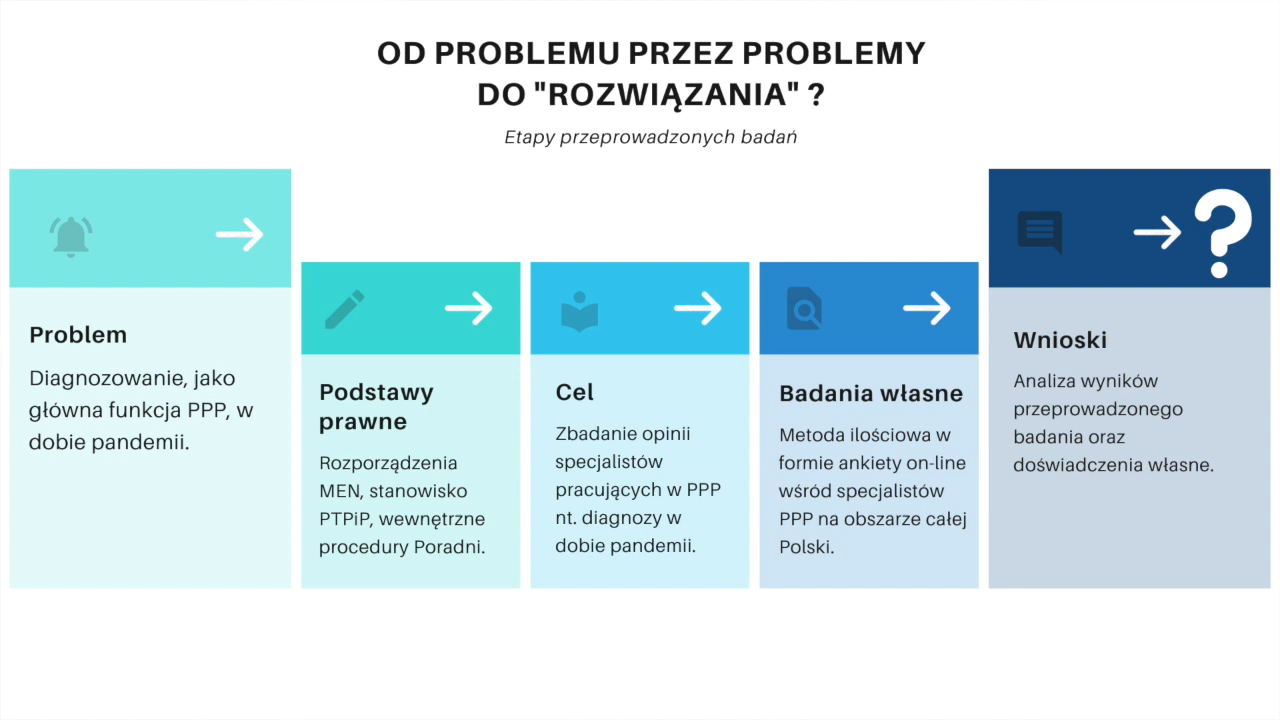 OD PROBLEMU PRZEZ PROBLEMY
DO "ROZWIĄZANIA" ?
Etapy przeprowadzonych badań
Problem
Diagnozowanie, jako
główna funkcja PPP, w
dobie pandemii.
Podstawy
prawne
Rozporządzenia
MEN, stanowisko
PTPiP, wewnętrzne
procedury Poradni.
Cel
Zbadanie opinii
specjalistów
pracujących w PPP
nt. diagnozy w
dobie pandemii.
Badania własne
Metoda ilościowa w
formie ankiety on-line
wśród specjalistów
PPP na obszarze całej
Polski.
?
Wnioski
Analiza wyników
przeprowadzonego
badania oraz
doświadczenia własne.